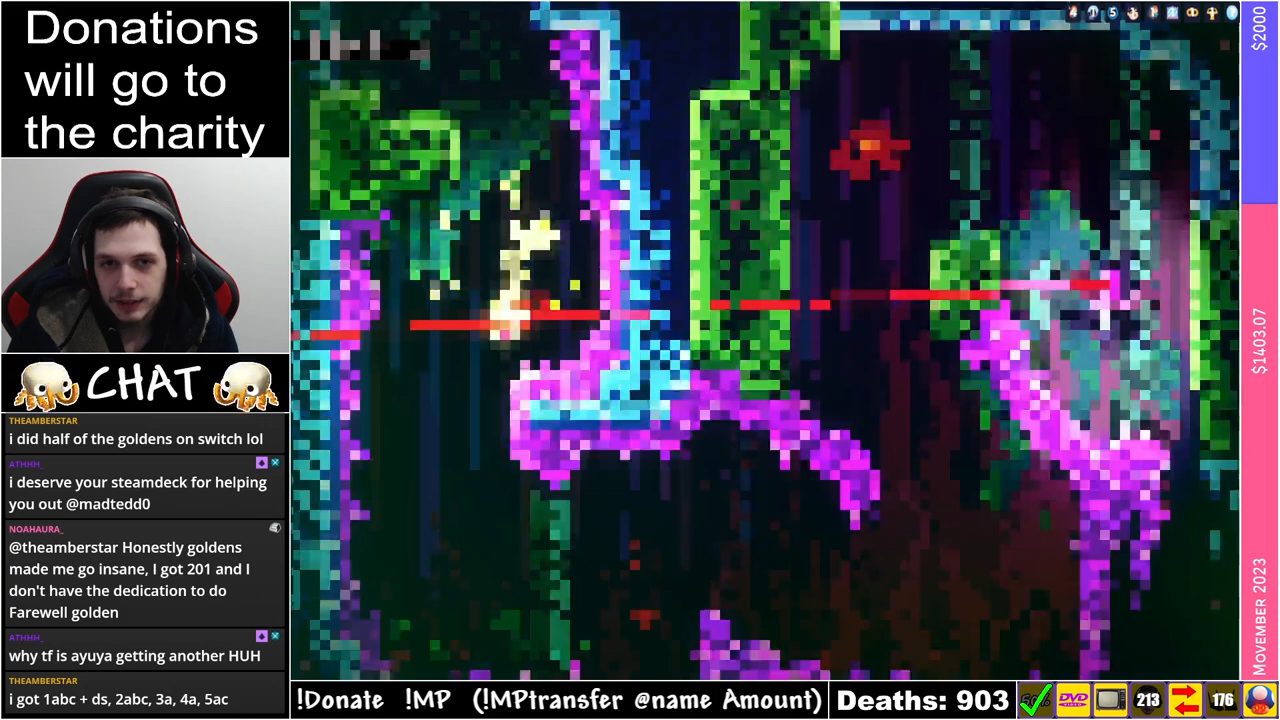 Donations
will go to
the charity
CHAT
THEAMBERSTAR
i did half of the goldens on switch lol
ATHHH_
i deserve your steamdeck for helping
you out @madtedd0
NOAHAURA_
@theamberstar Honestly goldens
made me go insane, I got 201 and I
don't have the dedication to do
Farewell golden
ATHHH_
why tf is ayuya getting another HUH
THEAMBERSTAR
i got 1abc + ds, 2abc, 3a, 4a, 5ac
!Donate !MP (!MPtransfer @name Amount)
Deaths: 903
DVD
VIDEO
213
176
$2000
$1403.07
MOVEMBER 2023